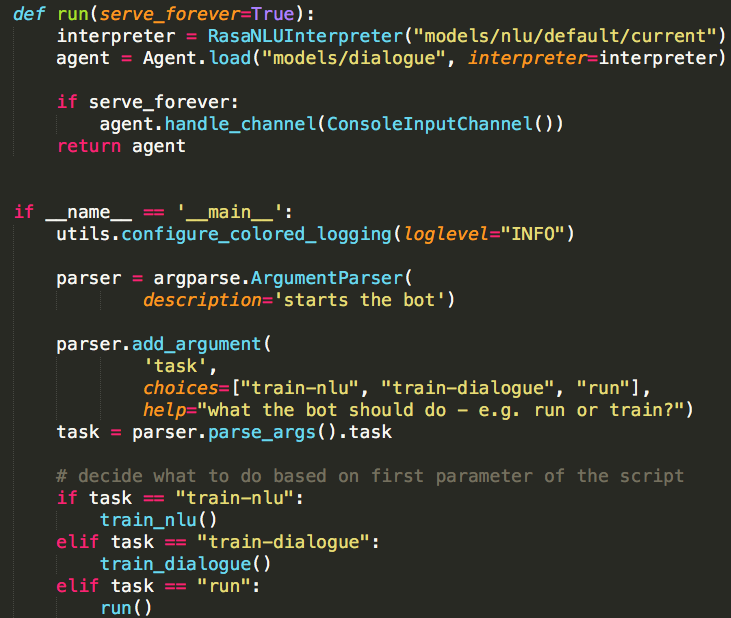 def run(serve_forever=True):
    interpreter = RasaNLUInterpreter("models/nlu/default/current")
    agent = Agent.load("models/dialogue", interpreter=interpreter)

    if serve_forever:
        agent.handle_channel(ConsoleInputChannel())
    return agent


if __name__ == '__main__':
    utils.configure_colored_logging(loglevel="INFO")

    parser = argparse.ArgumentParser(
            description='starts the bot')

    parser.add_argument(
            'task',
            choices=["train-nlu", "train-dialogue", "run"],
            help="what the bot should do - e.g. run or train?")
    task = parser.parse_args().task

    # decide what to do based on first parameter of the script
    if task == "train-nlu":
        train_nlu()
    elif task == "train-dialogue":
        train_dialogue()
    elif task == "run":
        run()